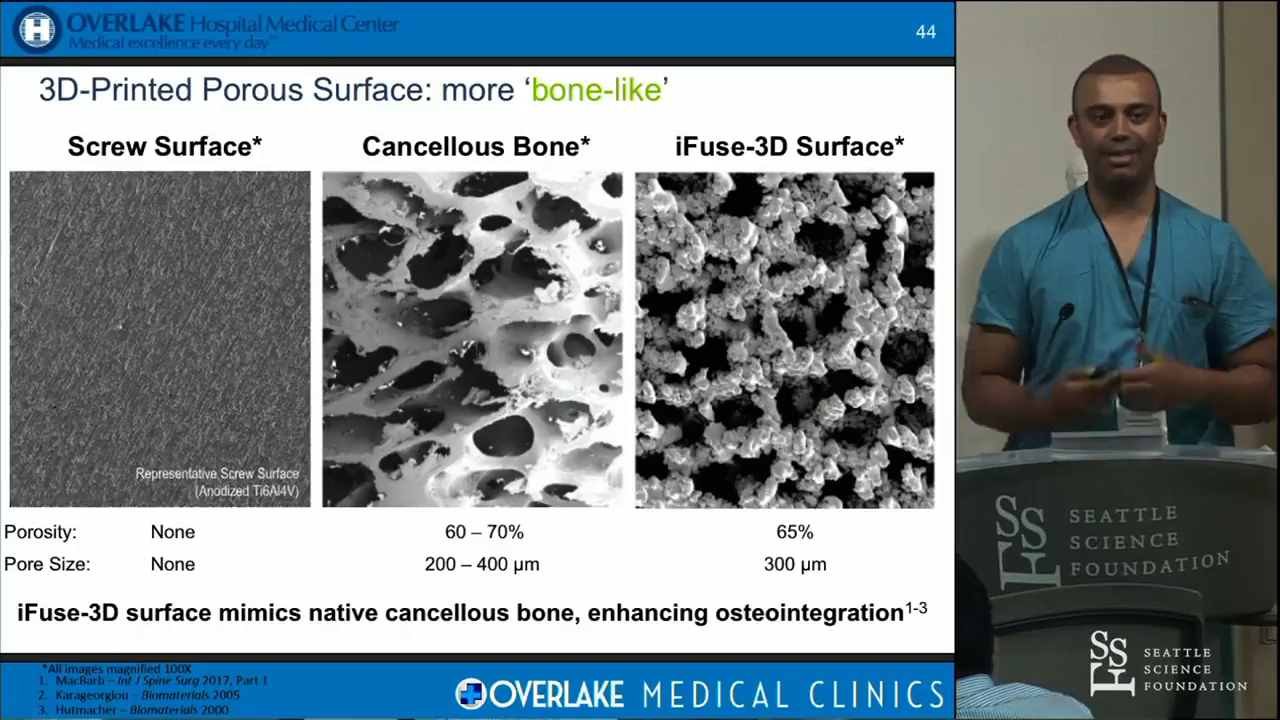 OVERLAKE Hospital Medical Center
Medical excellence every day℠
44
3D-Printed Porous Surface: more ‘bone-like’
Screw Surface*
Cancellous Bone*
iFuse-3D Surface*
Representative Screw Surface
(Anodized Ti6Al4V)
Porosity: None 60 – 70% 65%
Pore Size: None 200 – 400 µm 300 µm
iFuse-3D surface mimics native cancellous bone, enhancing osteointegration1-3
*All images magnified 100X
1. MacBarb – Int J Spine Surg 2017, Part 1
2. Karageorgiou – Biomaterials 2005
3. Hutmacher – Biomaterials 2000
OVERLAKE MEDICAL CLINICS
SSF
SEATTLE
SCIENCE
FOUNDATION
SSF
SEATTLE
SCIENCE
FOUNDATION